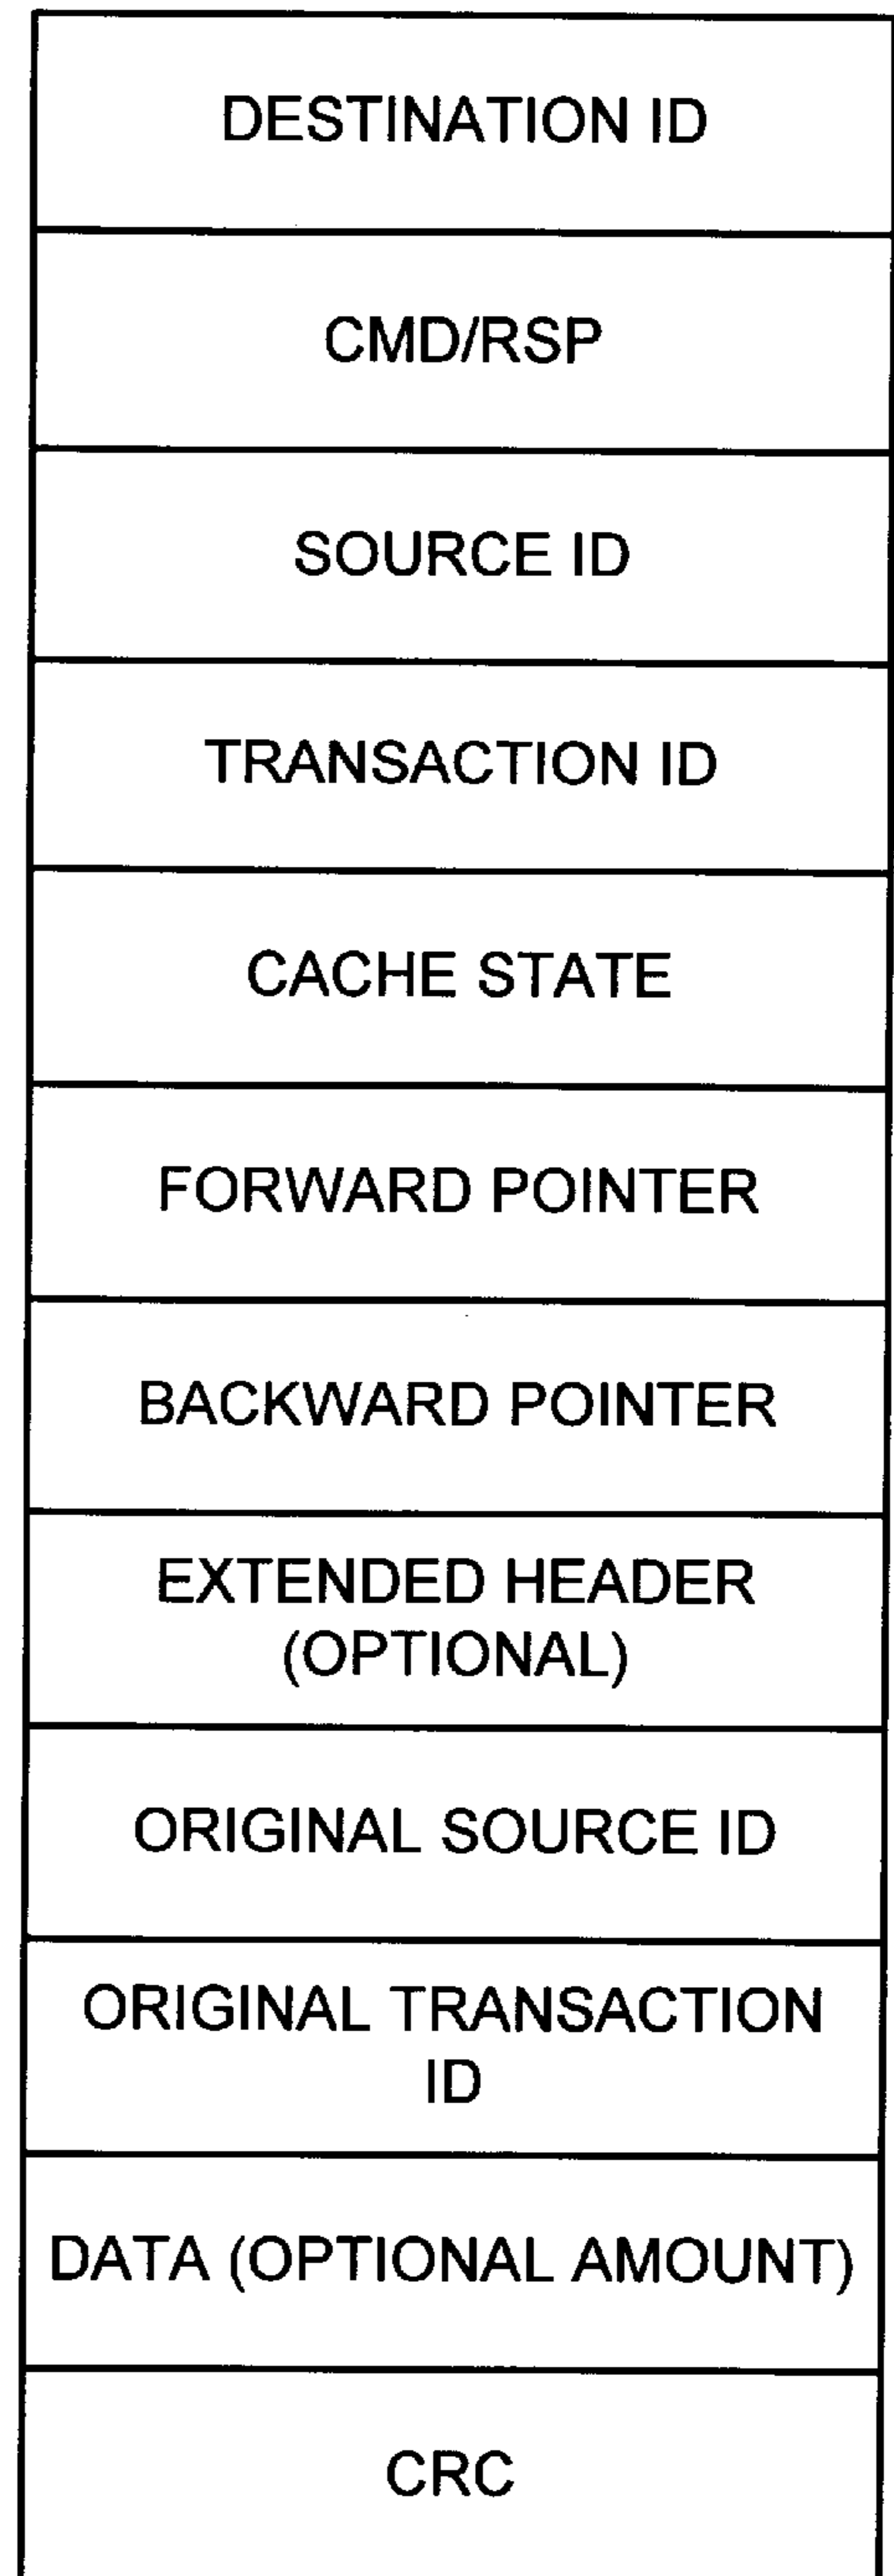 DESTINATION ID
CMD/RSP
SOURCE ID
TRANSACTION ID
CACHE STATE
FORWARD POINTER
BACKWARD POINTER
EXTENDED HEADER
(OPTIONAL)
ORIGINAL SOURCE ID
ORIGINAL TRANSACTION
ID
DATA (OPTIONAL AMOUNT)
CRC